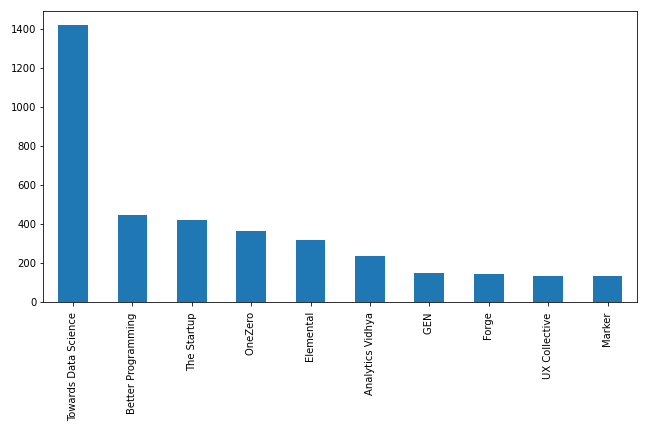 1400
1200
1000
800
600
400
200
0
Towards Data Science
Better Programming
The Startup
OneZero
Elemental
Analytics Vidhya
GEN
Forge
UX Collective
Marker